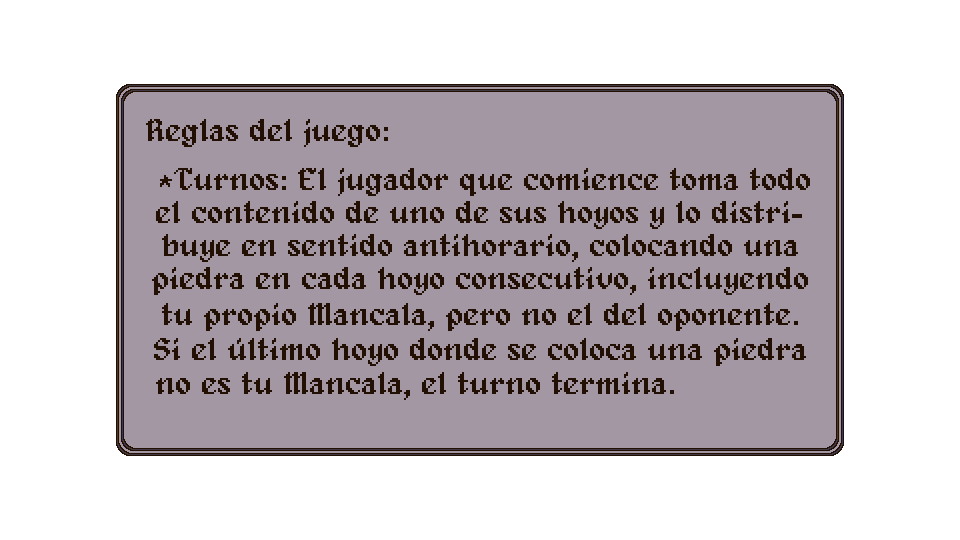 Reglas del juego:
*Turnos: El jugador que comience toma todo
el contenido de uno de sus hoyos y lo distri-
buye en sentido antihorario, colocando una
piedra en cada hoyo consecutivo, incluyendo
tu propio Mancala, pero no el del oponente.
Si el último hoyo donde se coloca una piedra
no es tu Mancala, el turno termina.